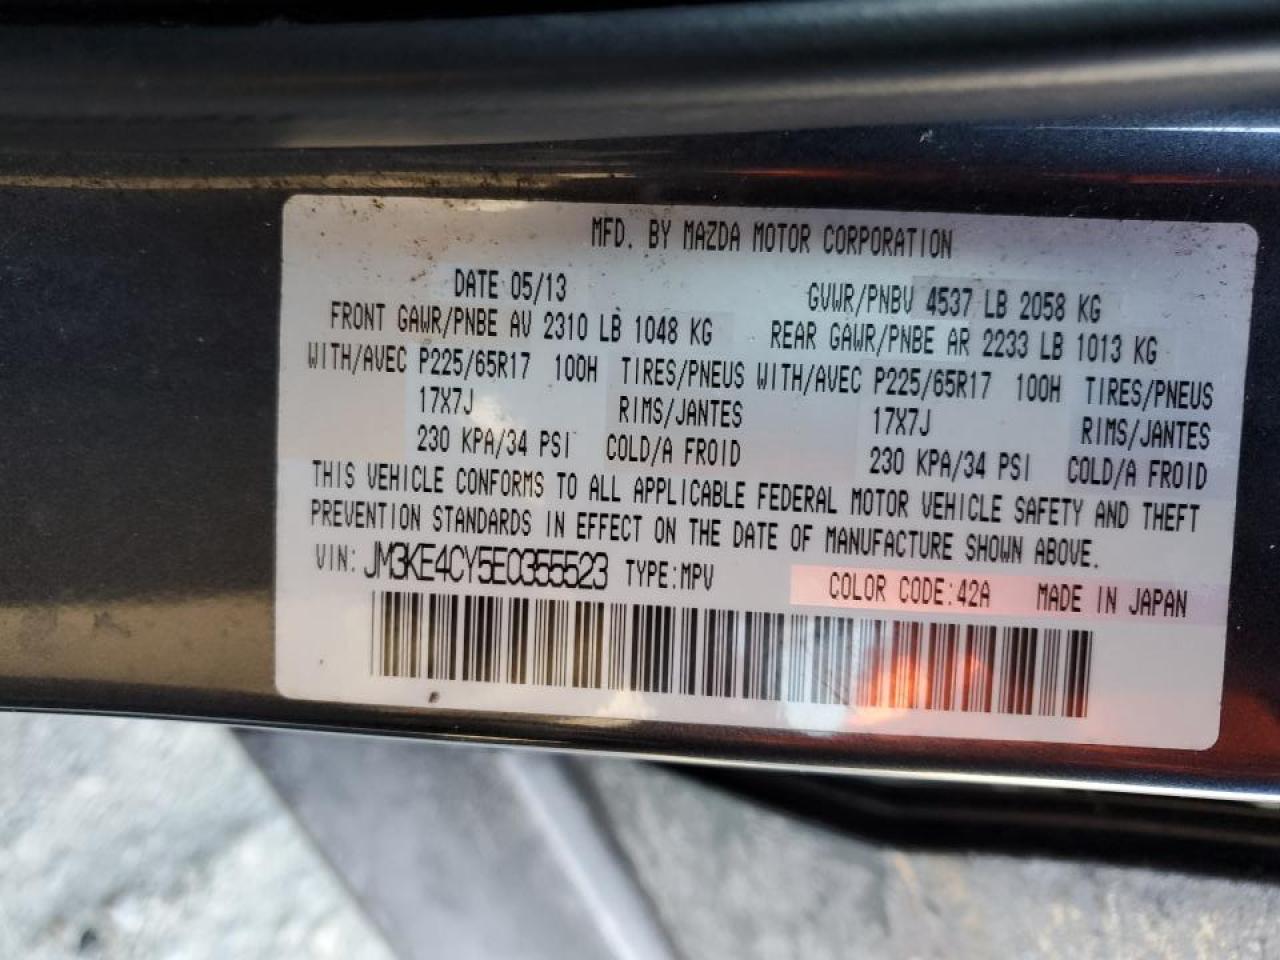 MFD. BY MAZDA MOTOR CORPORATION
DATE 05/13 GVWR/PNBV 4537 LB 2058 KG
FRONT GAWR/PNBE AV 2310 LB 1048 KG REAR GAWR/PNBE AR 2233 LB 1013 KG
WITH/AVEC P225/65R17 100H TIRES/PNEUS WITH/AVEC P225/65R17 100H TIRES/PNEUS
17X7J RIMS/JANTES 17X7J RIMS/JANTES
230 KPA/34 PSI COLD/A FROID 230 KPA/34 PSI COLD/A FROID
THIS VEHICLE CONFORMS TO ALL APPLICABLE FEDERAL MOTOR VEHICLE SAFETY AND THEFT
PREVENTION STANDARDS IN EFFECT ON THE DATE OF MANUFACTURE SHOWN ABOVE.
VIN: JM3KE4CY5E0355523 TYPE:MPV COLOR CODE:42A MADE IN JAPAN